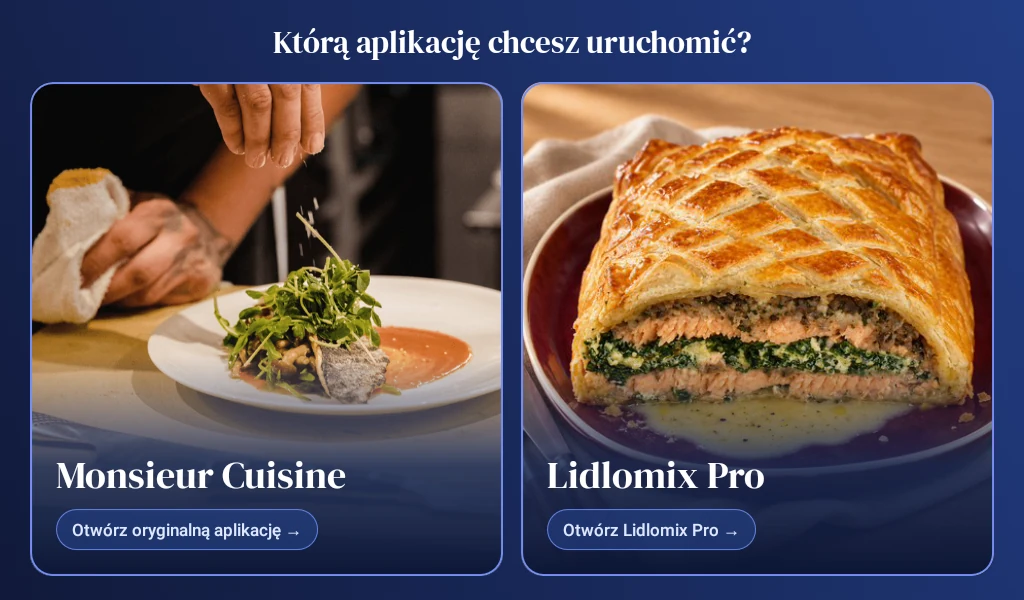 Którą aplikację chcesz uruchomić?
Monsieur Cuisine
Otwórz oryginalną aplikację →
Lidlomix Pro
Otwórz Lidlomix Pro →